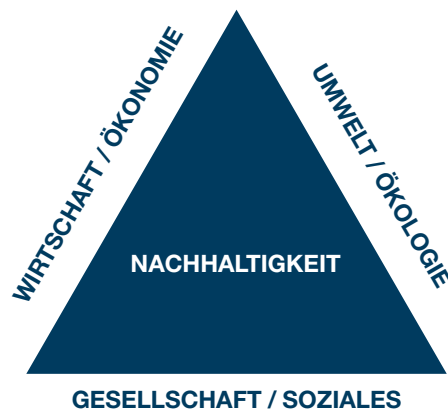 WIRTSCHAFT / ÖKONOMIE
UMWELT / ÖKOLOGIE
NACHHALTIGKEIT
GESELLSCHAFT / SOZIALES